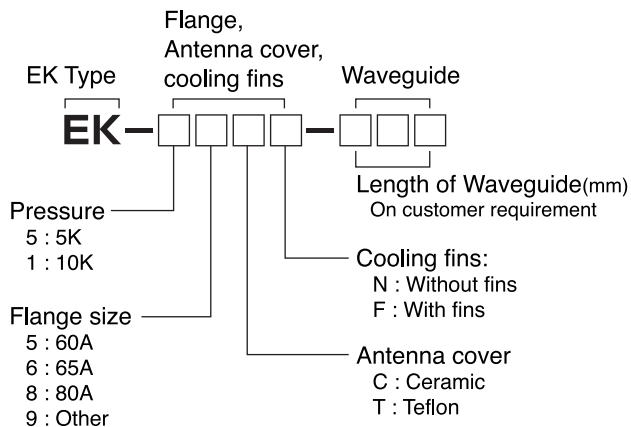 Flange,
Antenna cover,
cooling fins
EK Type
Waveguide
EK
Length of Waveguide(mm)
On customer requirement
Pressure
5 : 5K
1 : 10K
Cooling fins:
N : Without fins
F : With fins
Flange size
5 : 60A
6 : 65A
8 : 80A
9 : Other
Antenna cover
C : Ceramic
T : Teflon